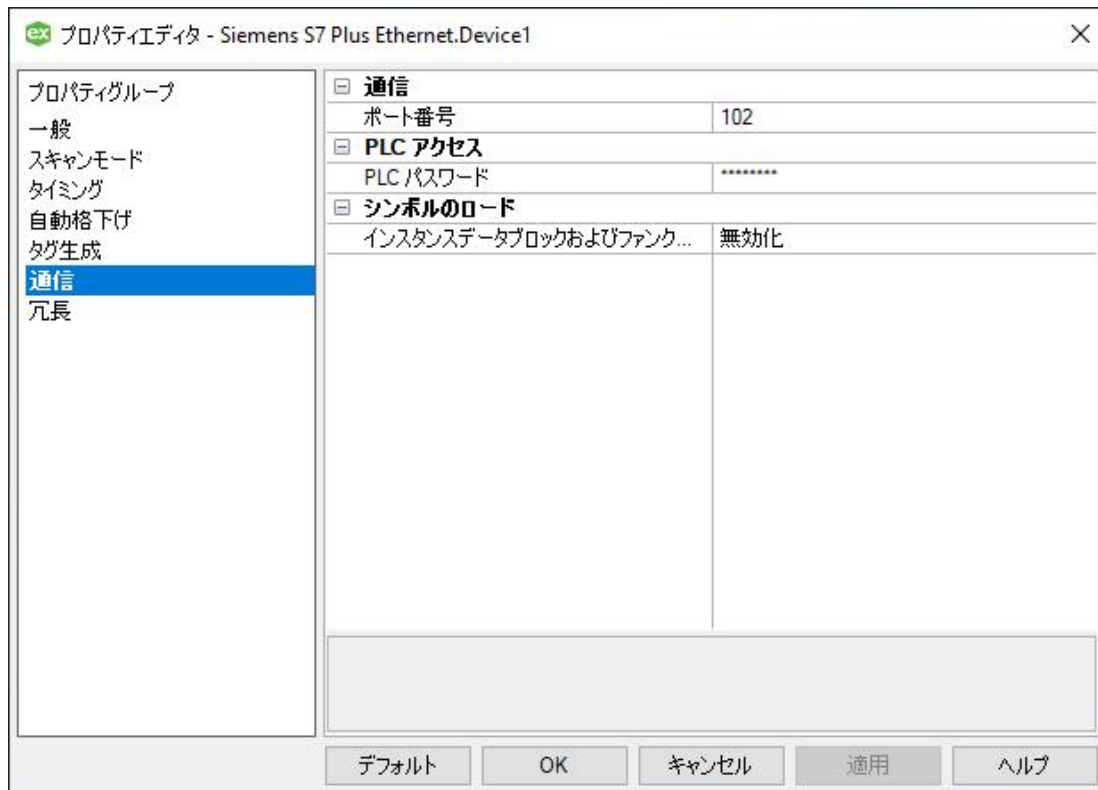 ex プロパティエディタ - Siemens S7 Plus Ethernet.Device1
プロパティグループ
一般
スキャンモード
タイミング
自動格下げ
タグ生成
通信
冗長
通信
ポート番号 102
PLC アクセス
PLC パスワード ********
シンボルのロード
インスタンスデータブロックおよびファンク... 無効化
デフォルト OK キャンセル 適用 ヘルプ